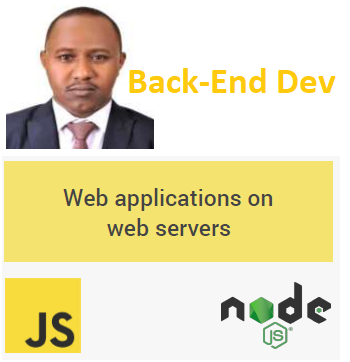 Back-End Dev
Web applications on
web servers
JS
node
JS